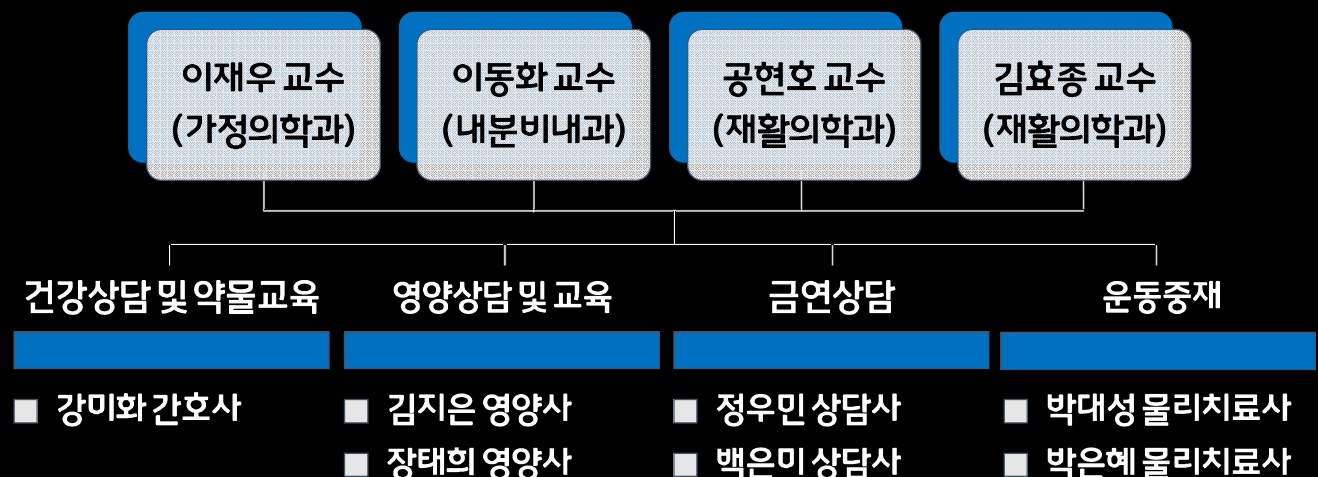 이재우 교수
(가정의학과)
이동화 교수
(내분비내과)
공현호 교수
(재활의학과)
김효종 교수
(재활의학과)
건강상담 및 약물교육
영양상담 및 교육
금연상담
운동중재
강미화 간호사
김지은 영양사
장태희 영양사
정우민 상담사
백은미 상담사
박대성 물리치료사
박은혜 물리치료사